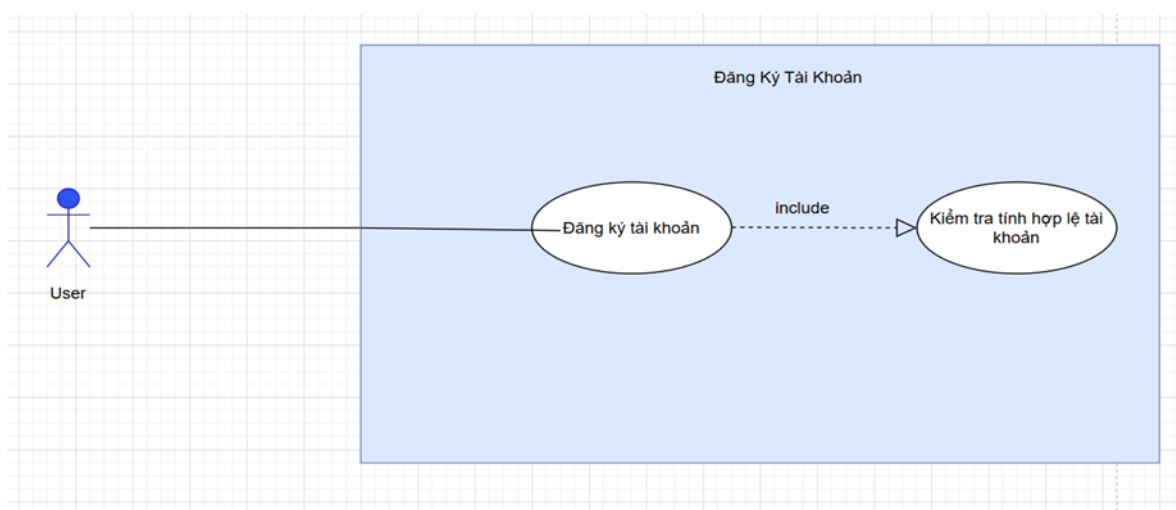 Đăng Ký Tài Khoản
Đăng ký tài khoản
include
Kiểm tra tính hợp lệ tài
khoản
User